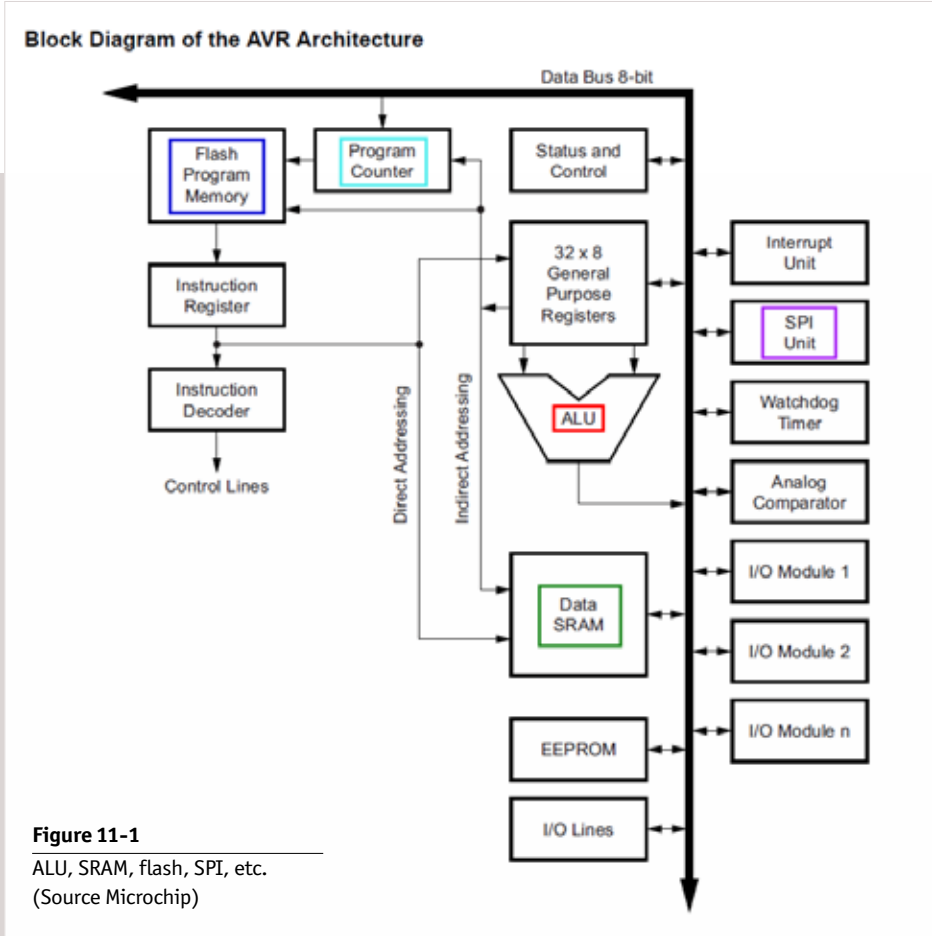 Block Diagram of the AVR Architecture
Data Bus 8-bit
Flash
Program
Memory
Program
Counter
Status and
Control
Instruction
Register
32 x 8
General
Purpose
Registers
Interrupt
Unit
SPI
Unit
Instruction
Decoder
ALU
Watchdog
Timer
Control Lines
Direct Addressing
Indirect Addressing
Analog
Comparator
Data
SRAM
I/O Module 1
I/O Module 2
EEPROM
I/O Module n
I/O Lines
Figure 11-1
ALU, SRAM, flash, SPI, etc.
(Source Microchip)